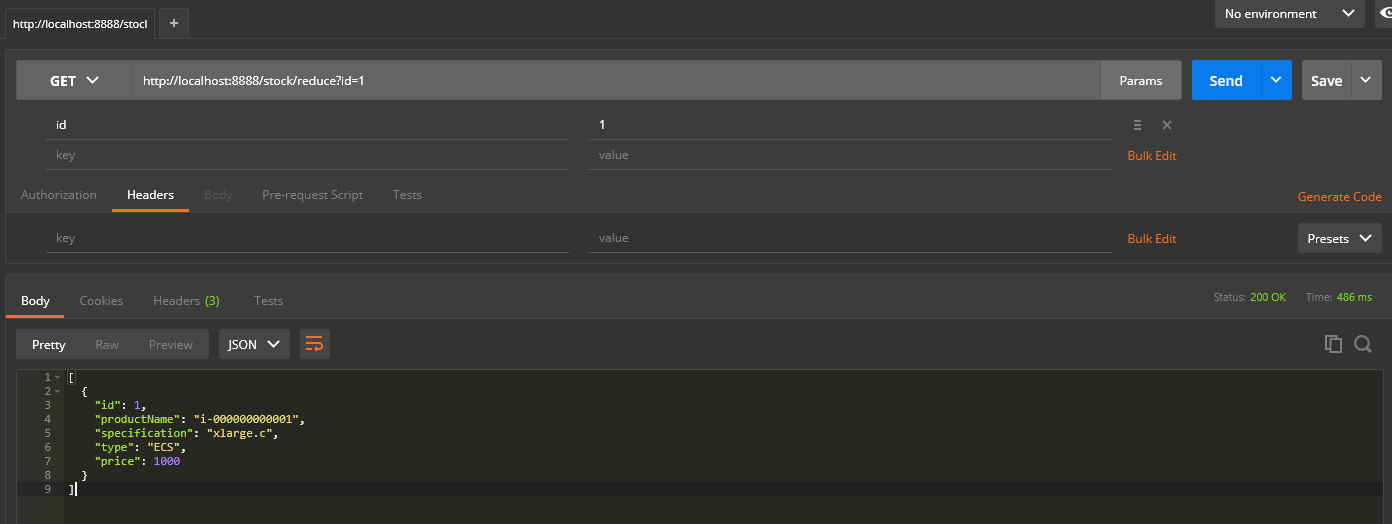 http://localhost:8888/stocl +
No environment
GET http://localhost:8888/stock/reduce?id=1 Params Send Save
id 1
key value Bulk Edit
Authorization Headers Body Pre-request Script Tests Generate Code
key value Bulk Edit Presets
Body Cookies Headers (3) Tests Status: 200 OK Time: 486 ms
Pretty Raw Preview JSON
1 [
2 {
3 "id": 1,
4 "productName": "i-000000000001",
5 "specification": "xlarge.c",
6 "type": "ECS",
7 "price": 1000
8 }
9 ]